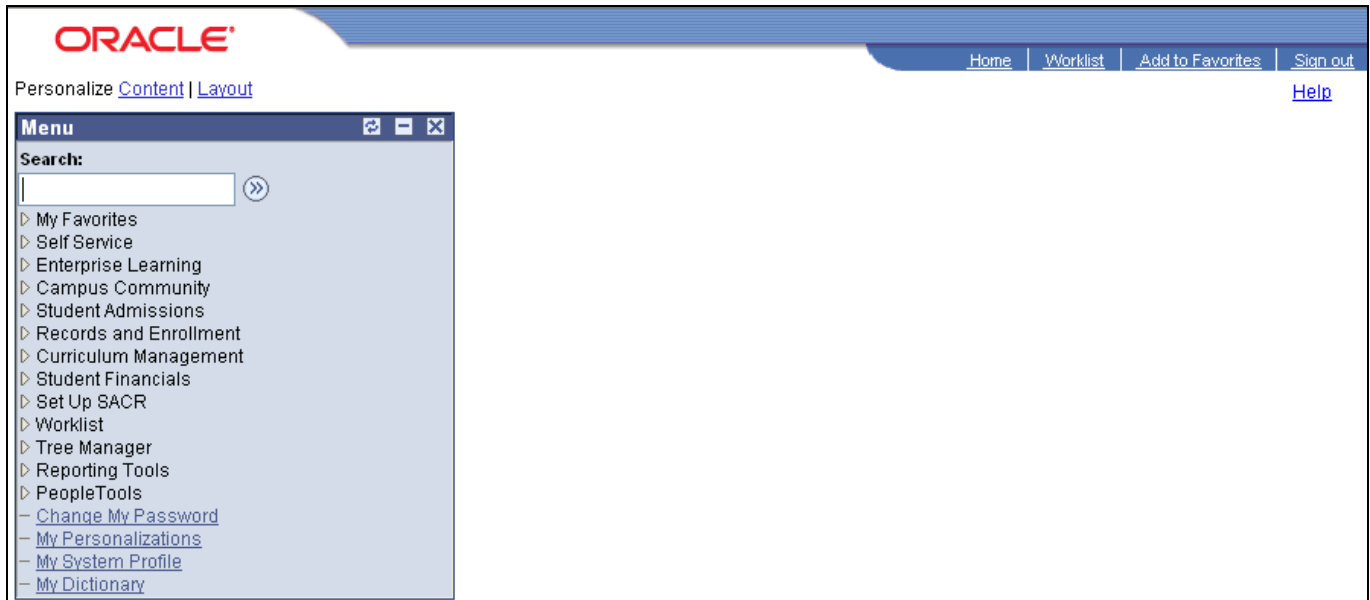 ORACLE
Home | Worklist | Add to Favorites | Sign out
Personalize Content | Layout
Help
Menu
Search:
My Favorites
Self Service
Enterprise Learning
Campus Community
Student Admissions
Records and Enrollment
Curriculum Management
Student Financials
Set Up SACR
Worklist
Tree Manager
Reporting Tools
PeopleTools
Change My Password
My Personalizations
My System Profile
My Dictionary